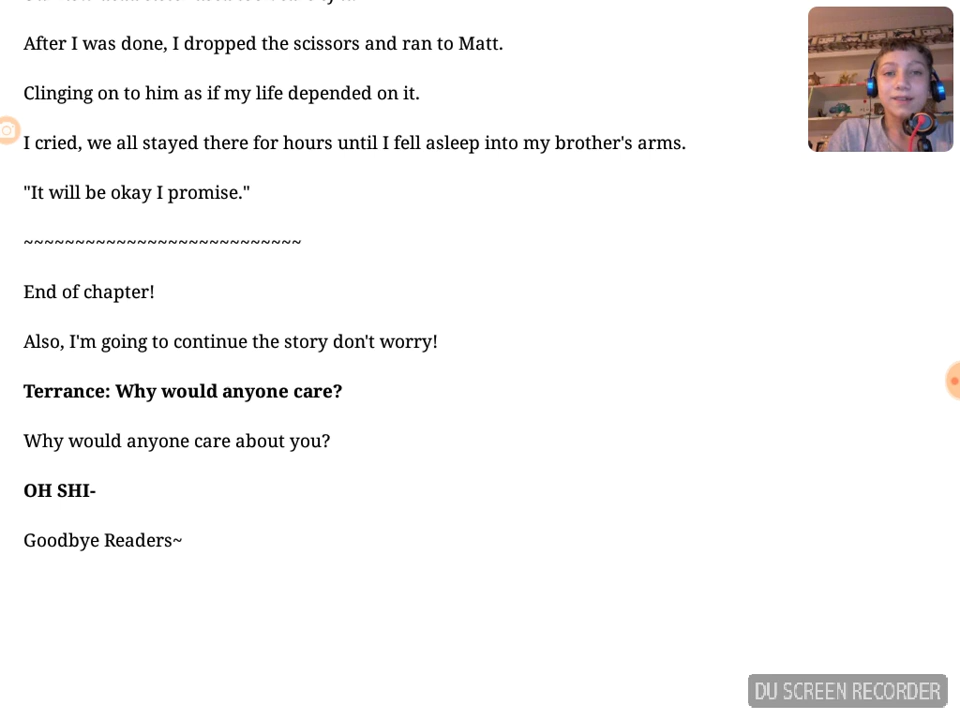 After I was done, I dropped the scissors and ran to Matt.
Clinging on to him as if my life depended on it.
I cried, we all stayed there for hours until I fell asleep into my brother's arms.
"It will be okay I promise."
~~~~~~~~~~~~~~~~~~~~~~~~~~~
End of chapter!
Also, I'm going to continue the story don't worry!
Terrance: Why would anyone care?
Why would anyone care about you?
OH SHI-
Goodbye Readers~
DU SCREEN RECORDER